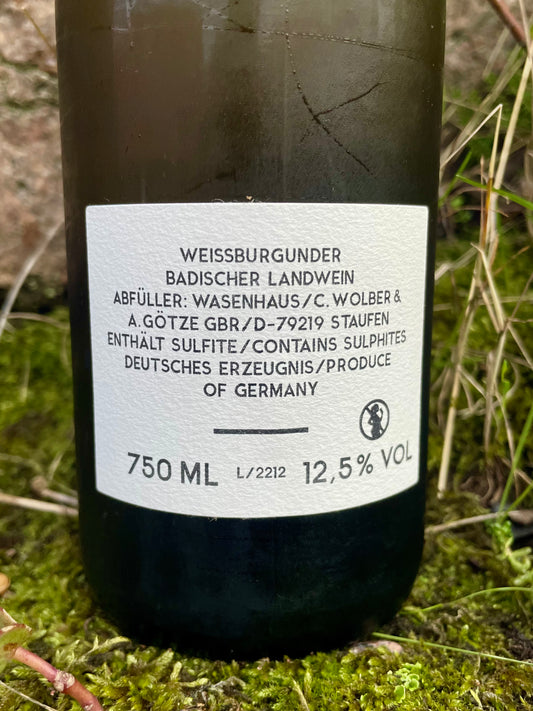 WEISSBURGUNDER
BADISCHER LANDWEIN
ABFÜLLER: WASENHAUS/C. WOLBER &
A. GÖTZE GBR/D-79219 STAUFEN
ENTHÄLT SULFITE/CONTAINS SULPHITES
DEUTSCHES ERZEUGNIS/PRODUCE
OF GERMANY
750 ML L/2212 12,5% VOL